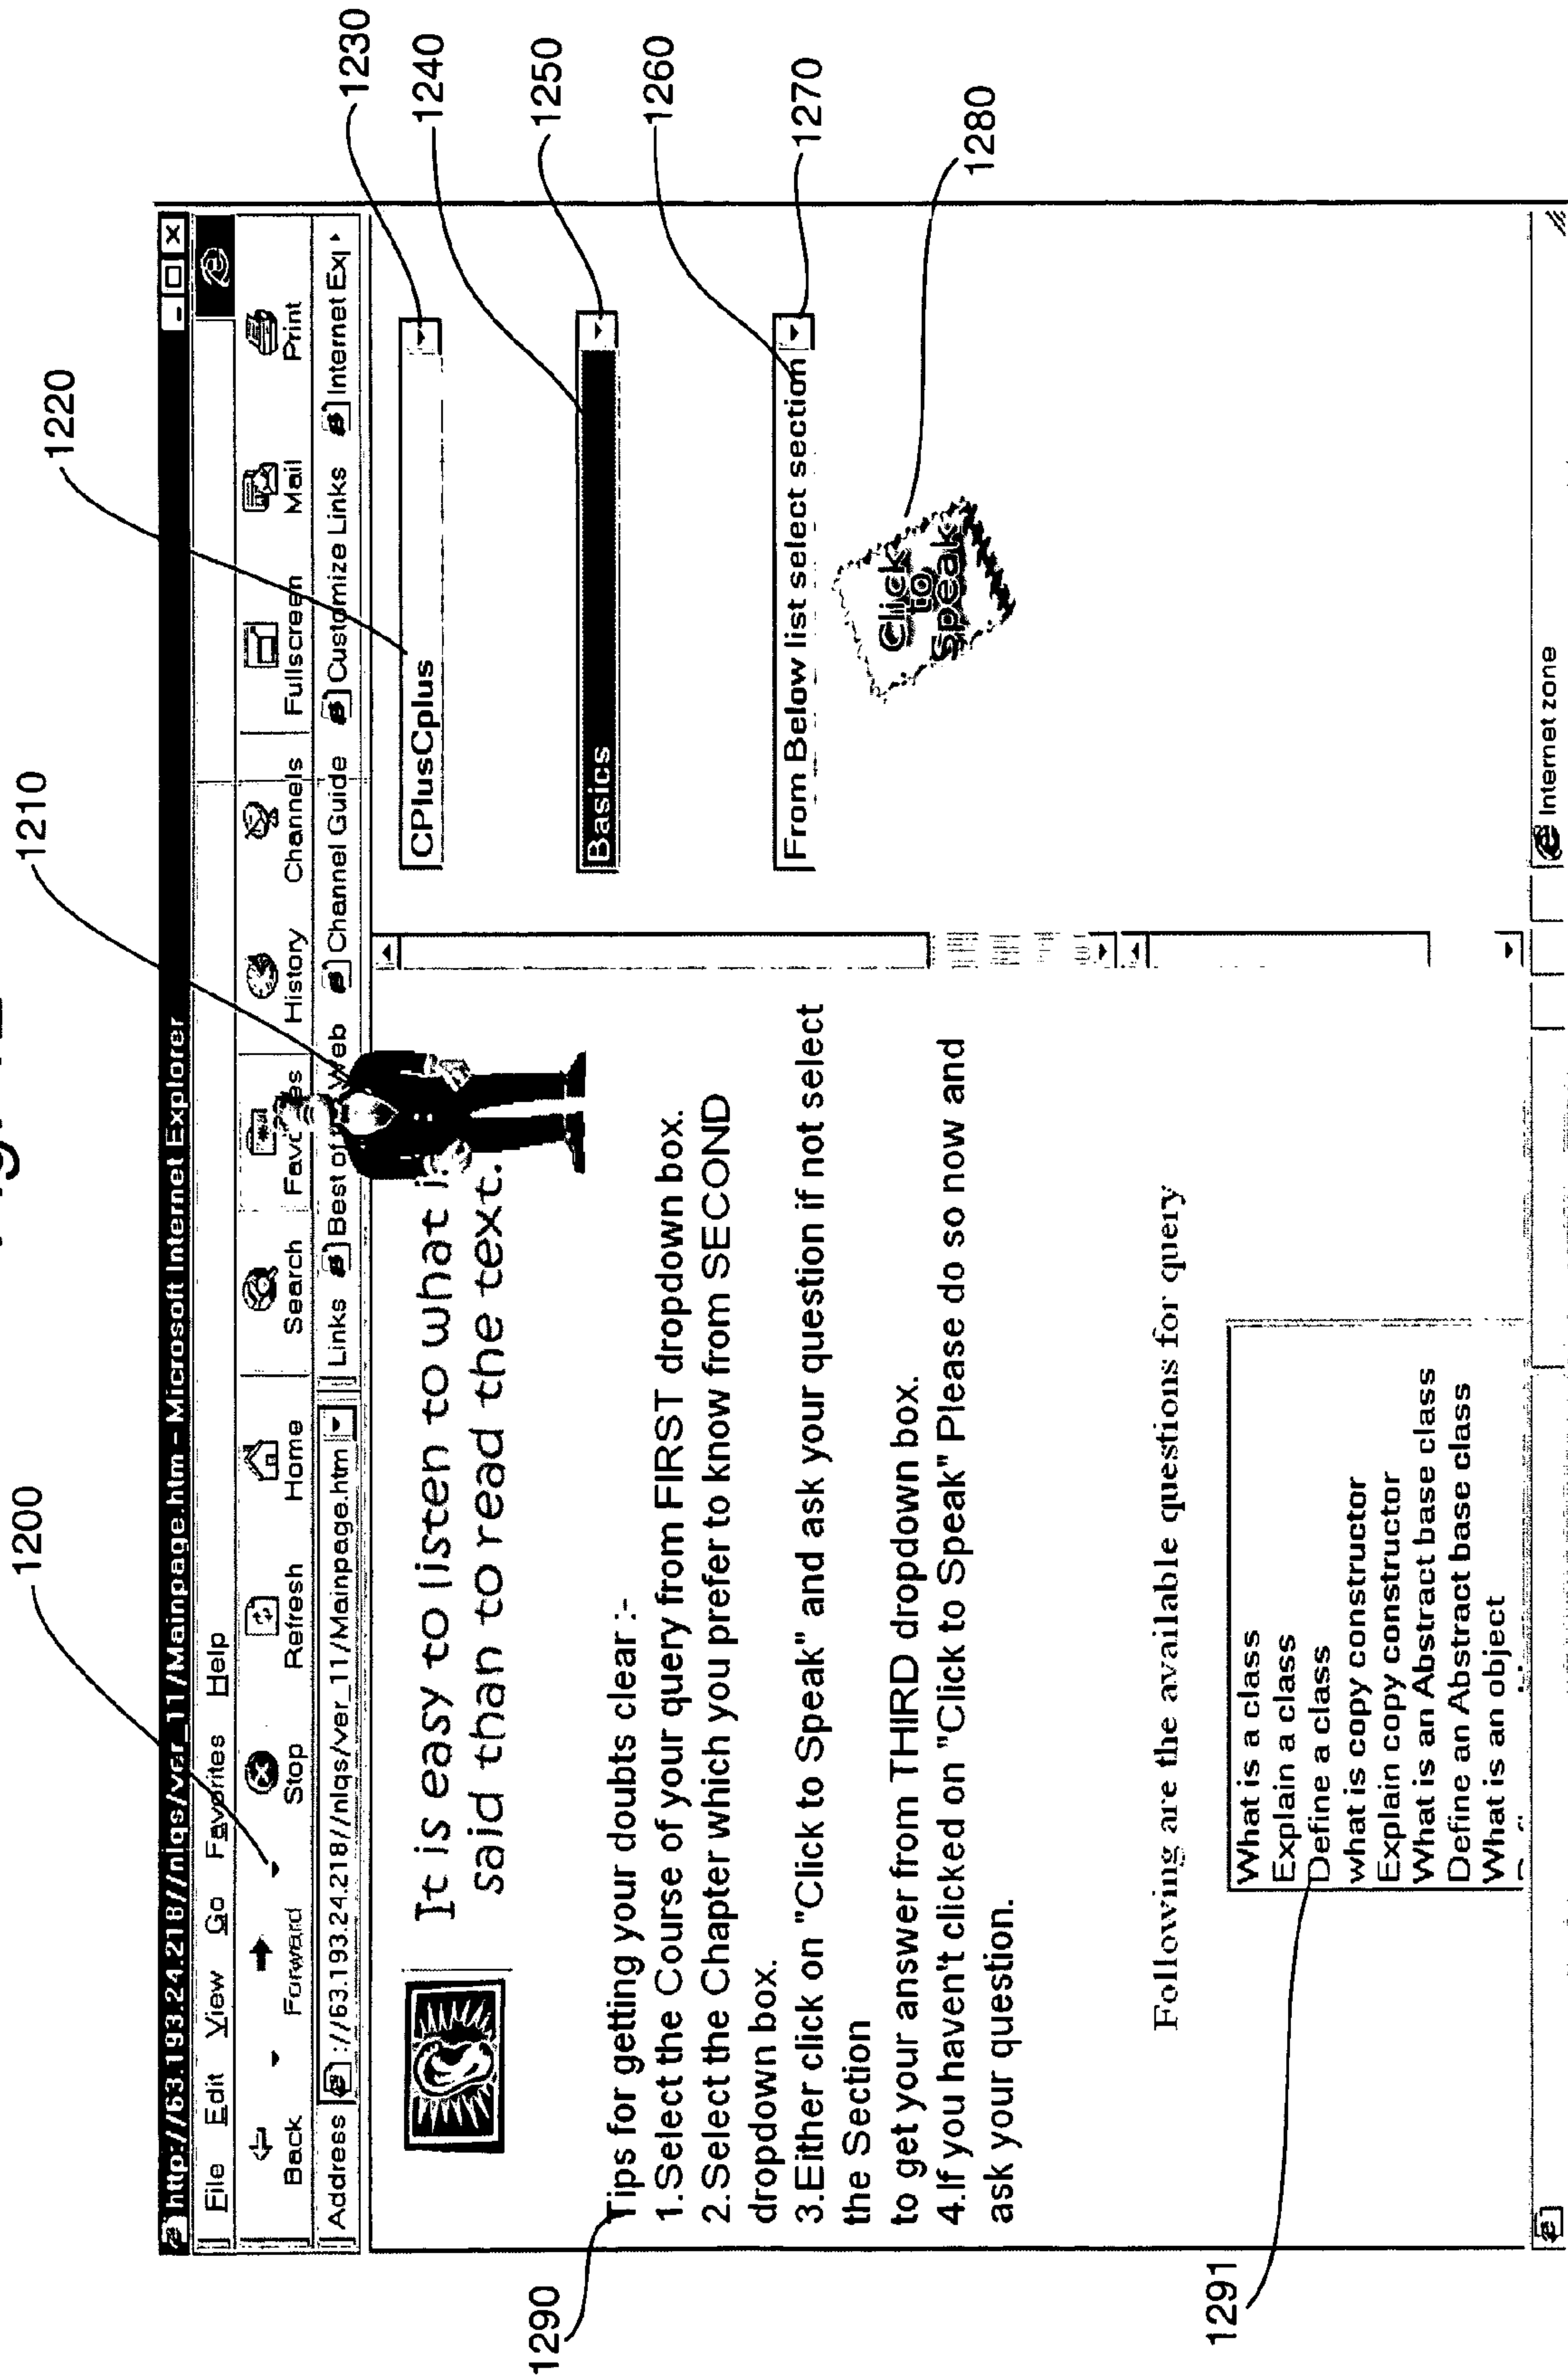 1200
1210
1220
http://63.193.24.218//nlqs/ver_11/Mainpage.htm - Microsoft Internet Explorer
File Edit View Go Favorites Help
Back Forward Stop Refresh Home Search Favorites History Channels Fullscreen Mail Print
Address ://63.193.24.218//nlqs/ver_11/Mainpage.htm Links Best of Web Channel Guide Customize Links Internet Exp
It is easy to listen to what is
said than to read the text.
Tips for getting your doubts clear :-
1.Select the Course of your query from FIRST dropdown box.
2.Select the Chapter which you prefer to know from SECOND
dropdown box.
3.Either click on "Click to Speak" and ask your question if not select
the Section
to get your answer from THIRD dropdown box.
4.If you haven't clicked on "Click to Speak" Please do so now and
ask your question.
1290
Following are the available questions for query
What is a class
Explain a class
Define a class
what is copy constructor
Explain copy constructor
What is an Abstract base class
Define an Abstract base class
What is an object
1291
CPlusCplus
1230
1240
Basics
1250
1260
From Below list select section
1270
Click
to
Speak
1280
Internet zone